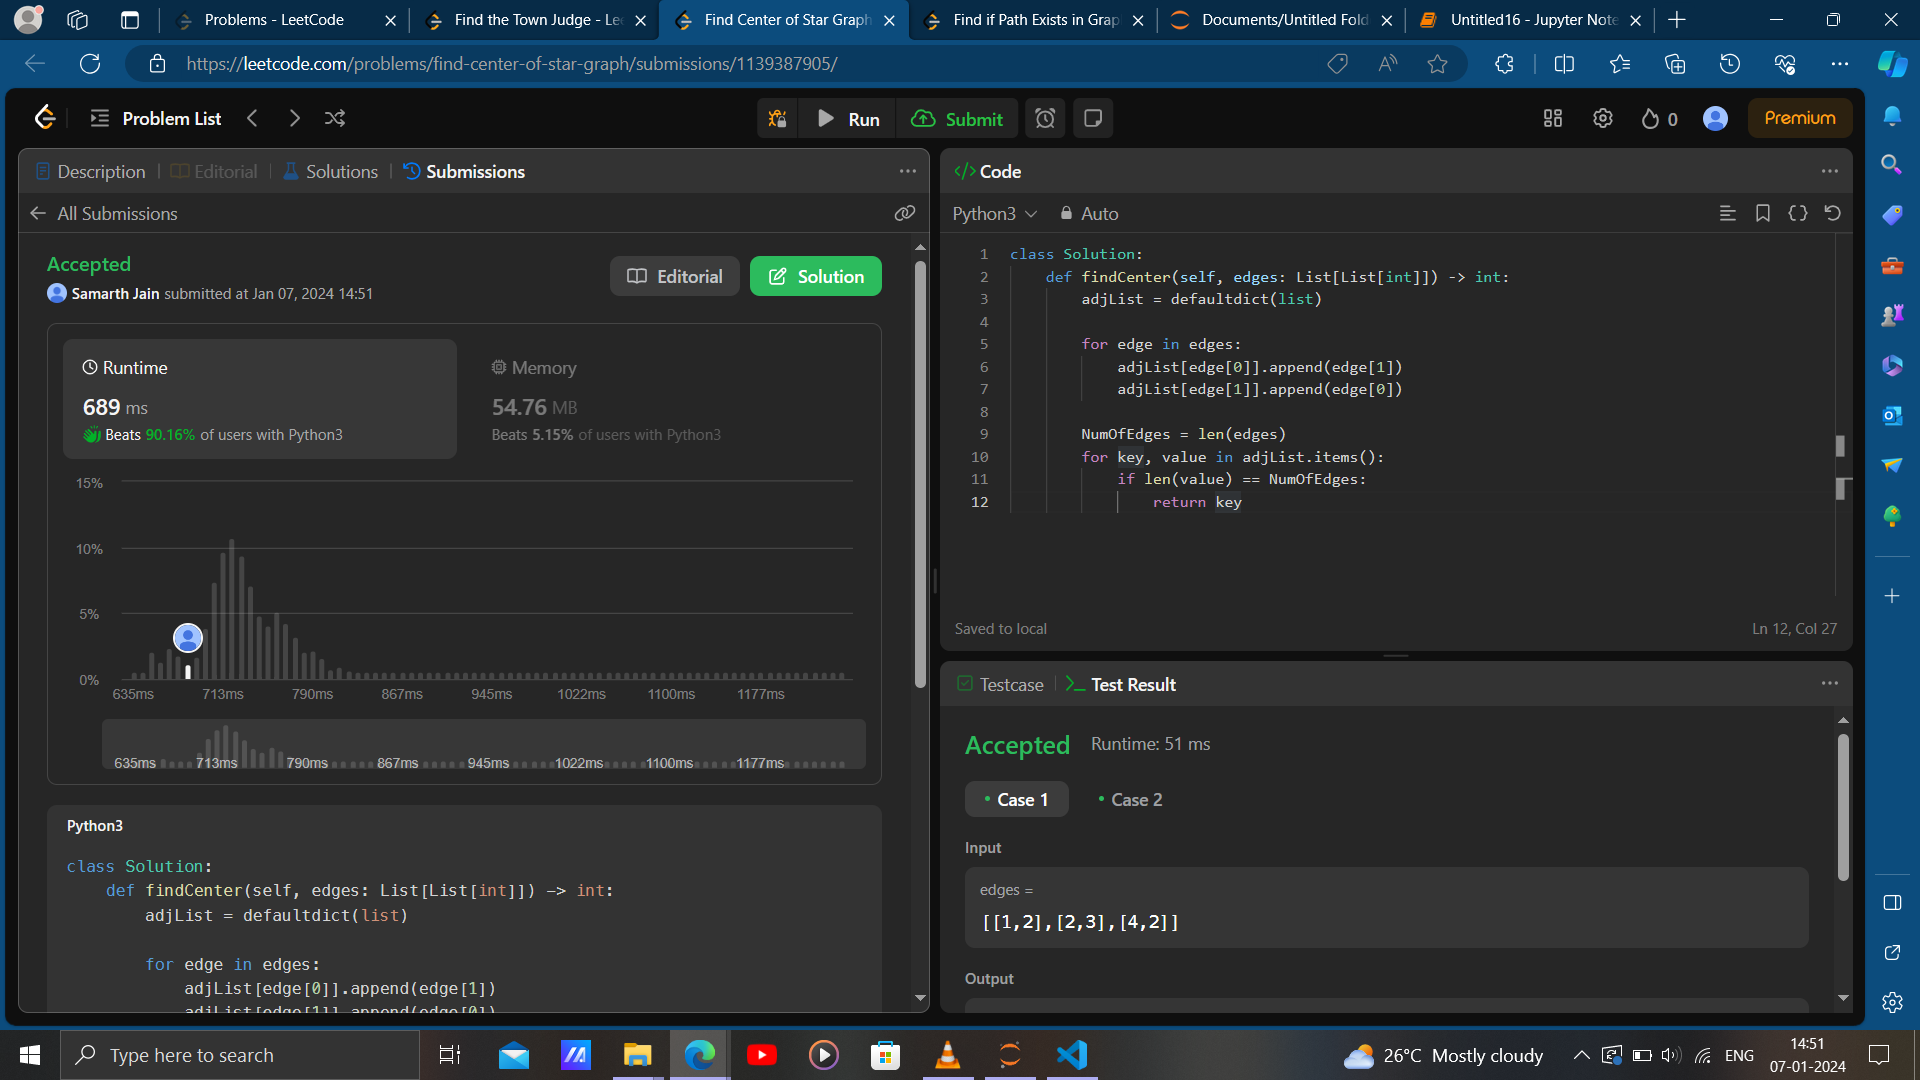 Problems - LeetCode
Find the Town Judge - Lee
Find Center of Star Graph
Find if Path Exists in Grap
Documents/Untitled Fold
Untitled16 - Jupyter Note
https://leetcode.com/problems/find-center-of-star-graph/submissions/1139387905/
Problem List
Run
Submit
0
Premium
Description
Editorial
Solutions
Submissions
All Submissions
Accepted
Samarth Jain submitted at Jan 07, 2024 14:51
Editorial
Solution
Runtime
689 ms
Beats 90.16% of users with Python3
Memory
54.76 MB
Beats 5.15% of users with Python3
15%
10%
5%
0%
635ms 713ms 790ms 867ms 945ms 1022ms 1100ms 1177ms
635ms 713ms 790ms 867ms 945ms 1022ms 1100ms 1177ms
Python3
class Solution:
    def findCenter(self, edges: List[List[int]]) -> int:
        adjList = defaultdict(list)
        for edge in edges:
            adjList[edge[0]].append(edge[1])
            adjList[edge[1]].append(edge[0])
</> Code
Python3
Auto
1 class Solution:
2     def findCenter(self, edges: List[List[int]]) -> int:
3         adjList = defaultdict(list)
4
5         for edge in edges:
6             adjList[edge[0]].append(edge[1])
7             adjList[edge[1]].append(edge[0])
8
9         NumOfEdges = len(edges)
10         for key, value in adjList.items():
11             if len(value) == NumOfEdges:
12                 return key
Saved to local
Ln 12, Col 27
Testcase
Test Result
Accepted
Runtime: 51 ms
Case 1
Case 2
Input
edges =
[[1,2],[2,3],[4,2]]
Output
Type here to search
26°C Mostly cloudy
ENG
14:51
07-01-2024